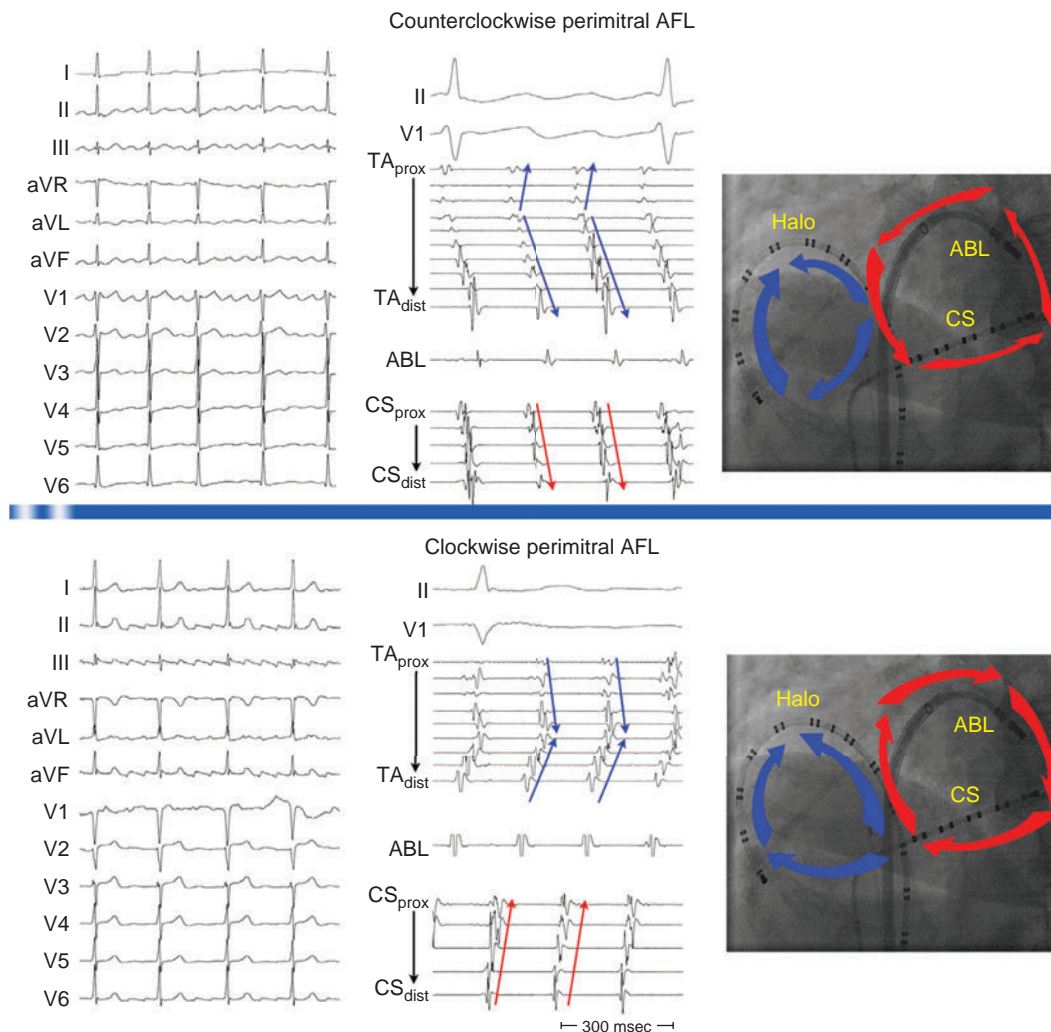 Counterclockwise perimitral AFL
I
II
III
aVR
aVL
aVF
V1
V2
V3
V4
V5
V6
II
V1
TAprox
TAdist
ABL
CSprox
CSdist
Halo
ABL
CS
Clockwise perimitral AFL
I
II
III
aVR
aVL
aVF
V1
V2
V3
V4
V5
V6
II
V1
TAprox
TAdist
ABL
CSprox
CSdist
300 msec
Halo
ABL
CS